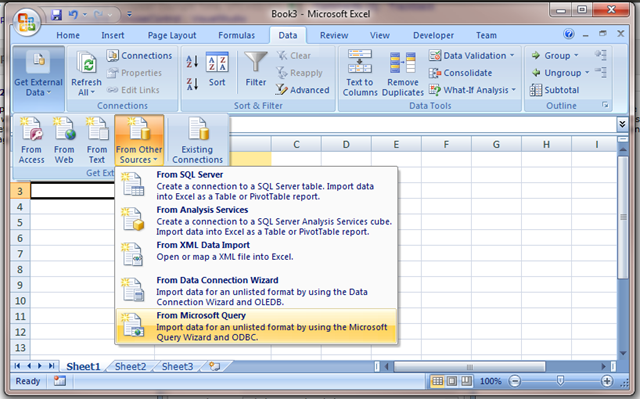 Book3 - Microsoft Excel
Home Insert Page Layout Formulas Data Review View Developer Team
Get External Data
Refresh All
Connections
Properties
Edit Links
Connections
Sort
Filter
Clear
Reapply
Advanced
Sort & Filter
Text to Columns
Remove Duplicates
Data Validation
Consolidate
What-If Analysis
Data Tools
Group
Ungroup
Subtotal
Outline
From Access
From Web
From Text
From Other Sources
Existing Connections
Get Ext
C D E F G H I
From SQL Server
Create a connection to a SQL Server table. Import data
into Excel as a Table or PivotTable report.
From Analysis Services
Create a connection to a SQL Server Analysis Services cube.
Import data into Excel as a Table or PivotTable report.
From XML Data Import
Open or map a XML file into Excel.
From Data Connection Wizard
Import data for an unlisted format by using the Data
Connection Wizard and OLEDB.
From Microsoft Query
Import data for an unlisted format by using the Microsoft
Query Wizard and ODBC.
3
4
5
6
7
8
9
10
11
12
13
Sheet1 Sheet2 Sheet3
Ready
100%